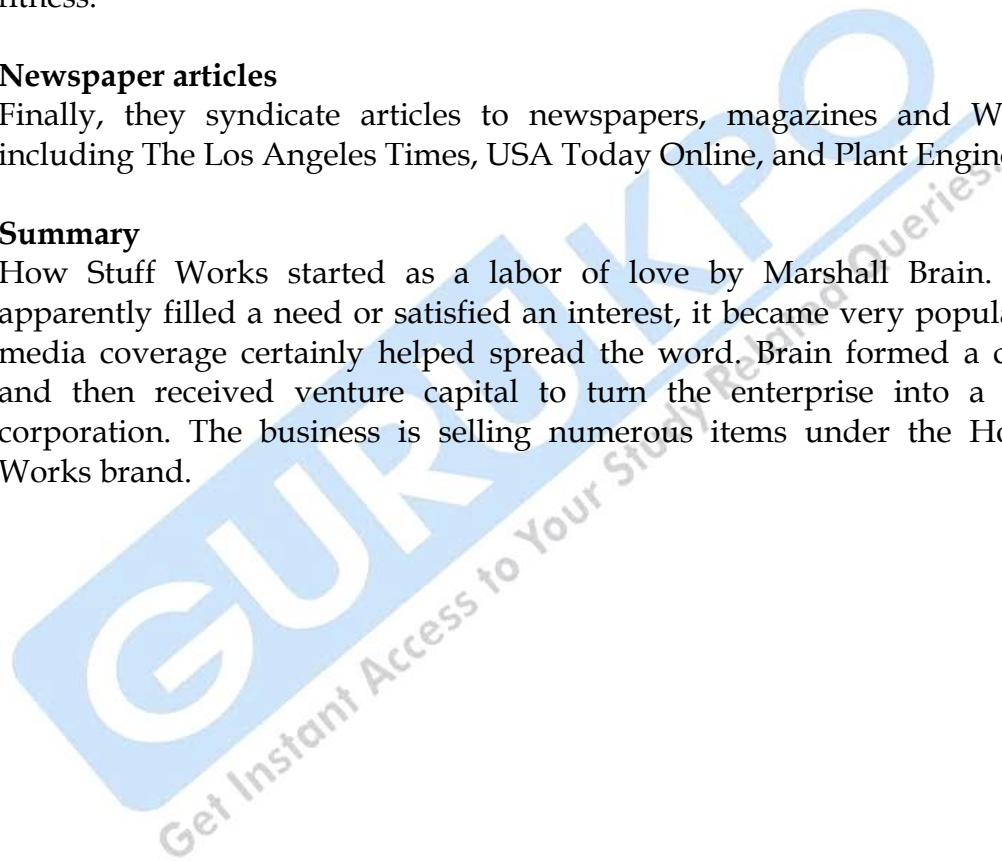 fitness.
Newspaper articles
Finally, they syndicate articles to newspapers, magazines and W
including The Los Angeles Times, USA Today Online, and Plant Engin
Summary
How Stuff Works started as a labor of love by Marshall Brain.
apparently filled a need or satisfied an interest, it became very popul
media coverage certainly helped spread the word. Brain formed a
and then received venture capital to turn the enterprise into a
corporation. The business is selling numerous items under the Ho
Works brand.
GURUKPO
Get Instant Access to Your Study Related Queries.